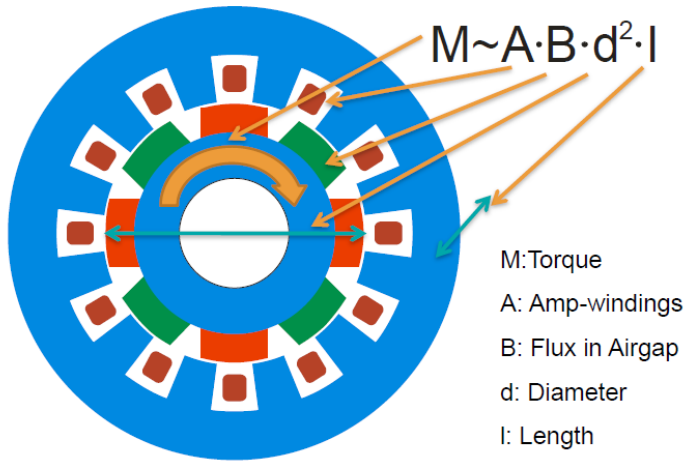 M~A·B·d²·l
M:Torque
A: Amp-windings
B: Flux in Airgap
d: Diameter
l: Length